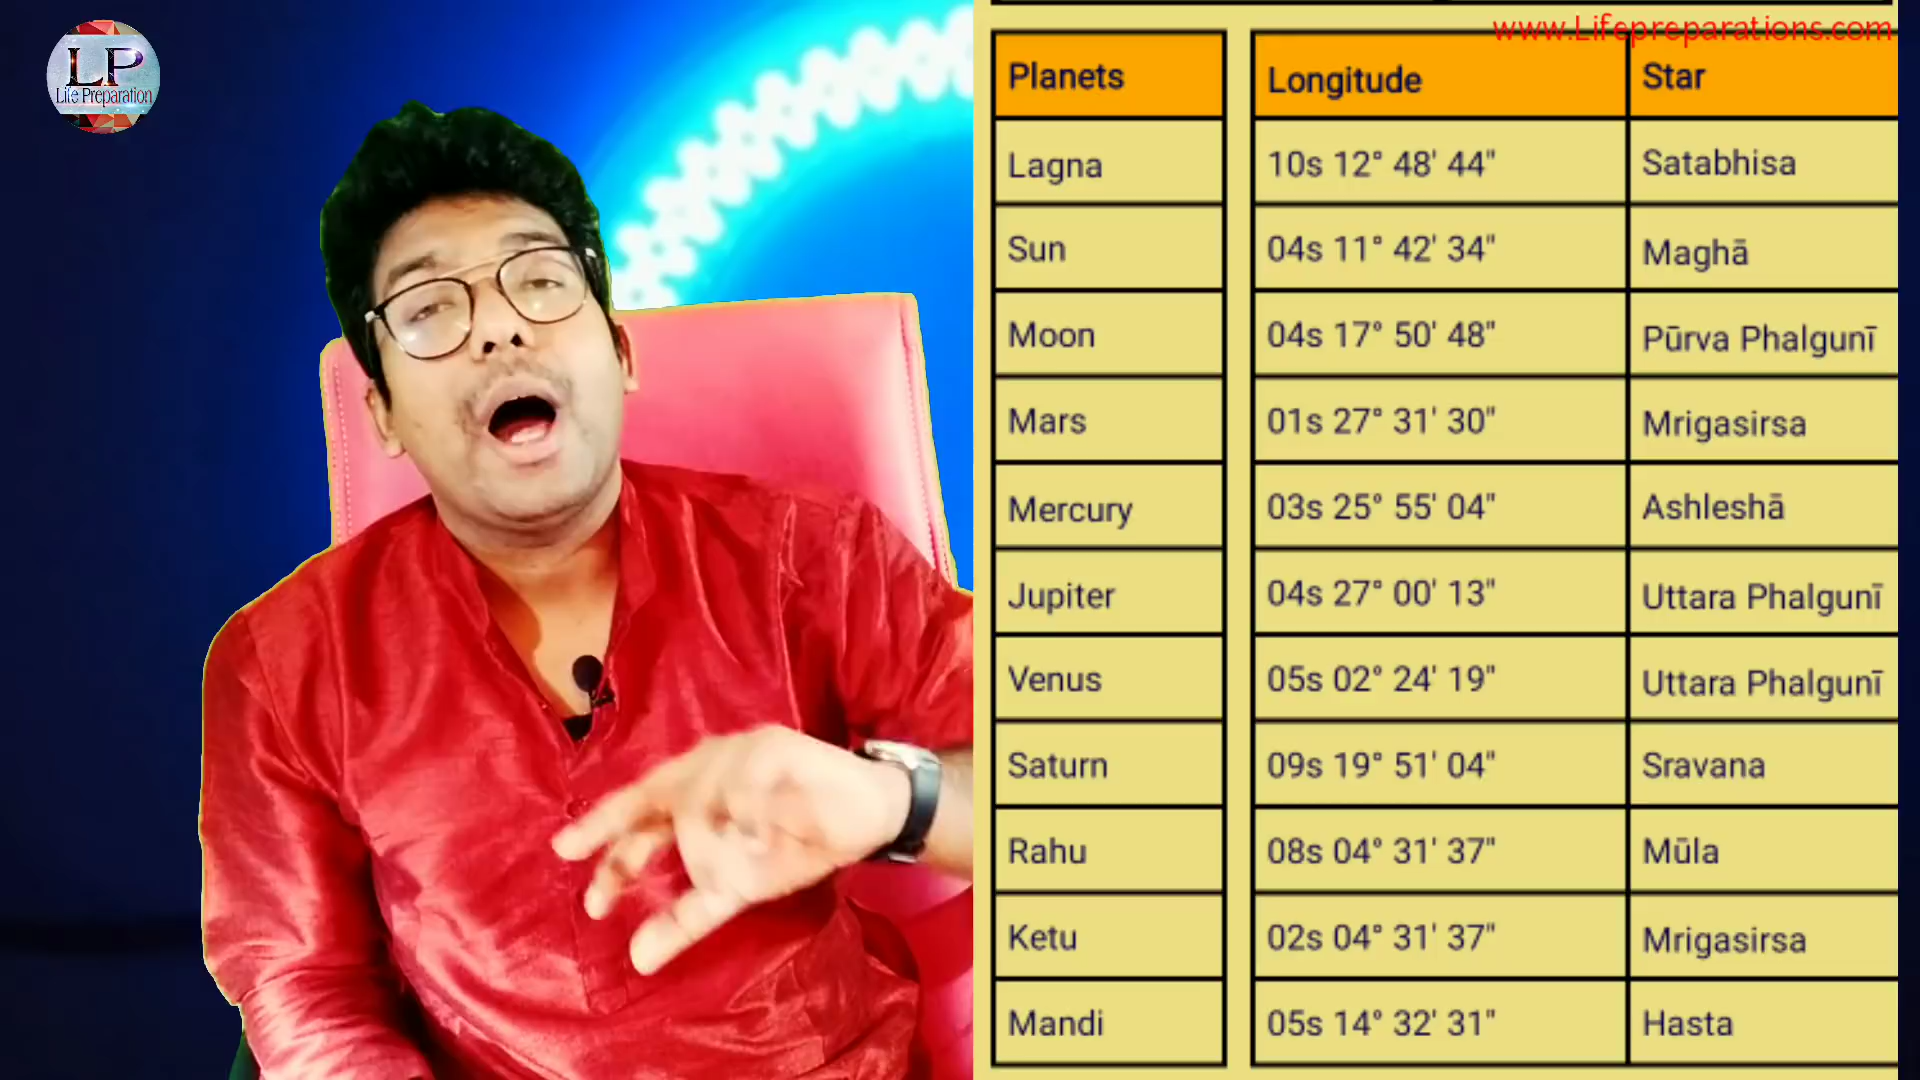 LP
Life Preparation
www.Lifepreparations.com
Planets Longitude Star
Lagna 10s 12° 48' 44" Satabhisa
Sun 04s 11° 42' 34" Maghā
Moon 04s 17° 50' 48" Pūrva Phalgunī
Mars 01s 27° 31' 30" Mrigasirsa
Mercury 03s 25° 55' 04" Ashleshā
Jupiter 04s 27° 00' 13" Uttara Phalgunī
Venus 05s 02° 24' 19" Uttara Phalgunī
Saturn 09s 19° 51' 04" Sravana
Rahu 08s 04° 31' 37" Mūla
Ketu 02s 04° 31' 37" Mrigasirsa
Mandi 05s 14° 32' 31" Hasta